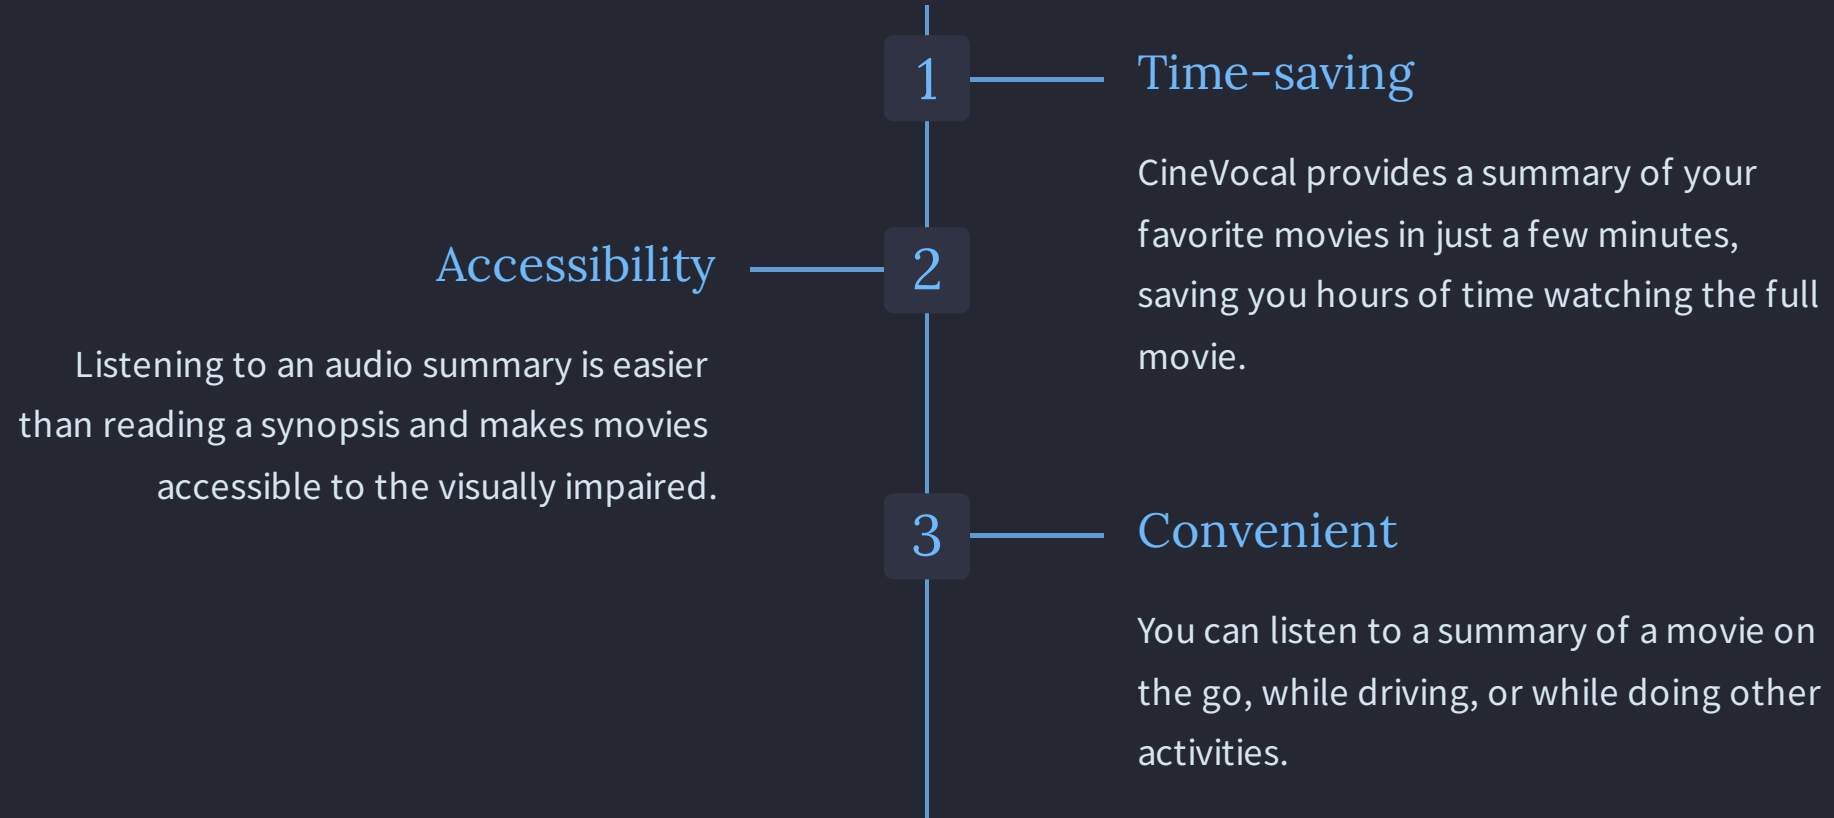 1
Time-saving
CineVocal provides a summary of your
favorite movies in just a few minutes,
saving you hours of time watching the full
movie.
2
Accessibility
Listening to an audio summary is easier
than reading a synopsis and makes movies
accessible to the visually impaired.
3
Convenient
You can listen to a summary of a movie on
the go, while driving, or while doing other
activities.